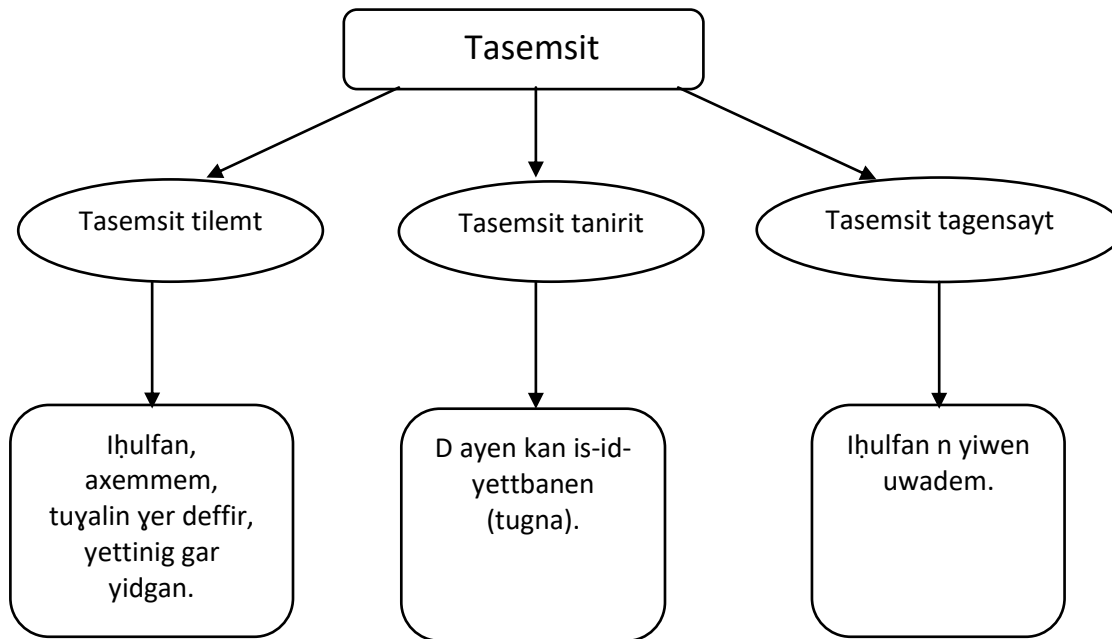 Tasemsit
Tasemsit tilemt
Tasemsit tanirit
Tasemsit tagensayt
Iḥulfan,
axemmem,
tuɣalin ɣer deffir,
yettinig gar
yidgan.
D ayen kan is-id-
yettbanen
(tugna).
Iḥulfan n yiwen
uwadem.